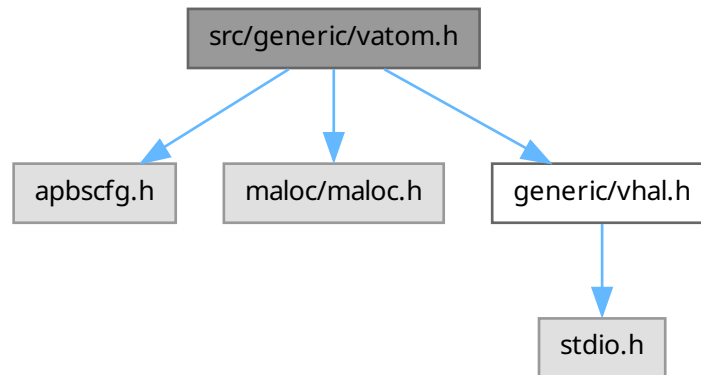 src/generic/vatom.h
apbscfg.h
maloc/maloc.h
generic/vhal.h
stdio.h